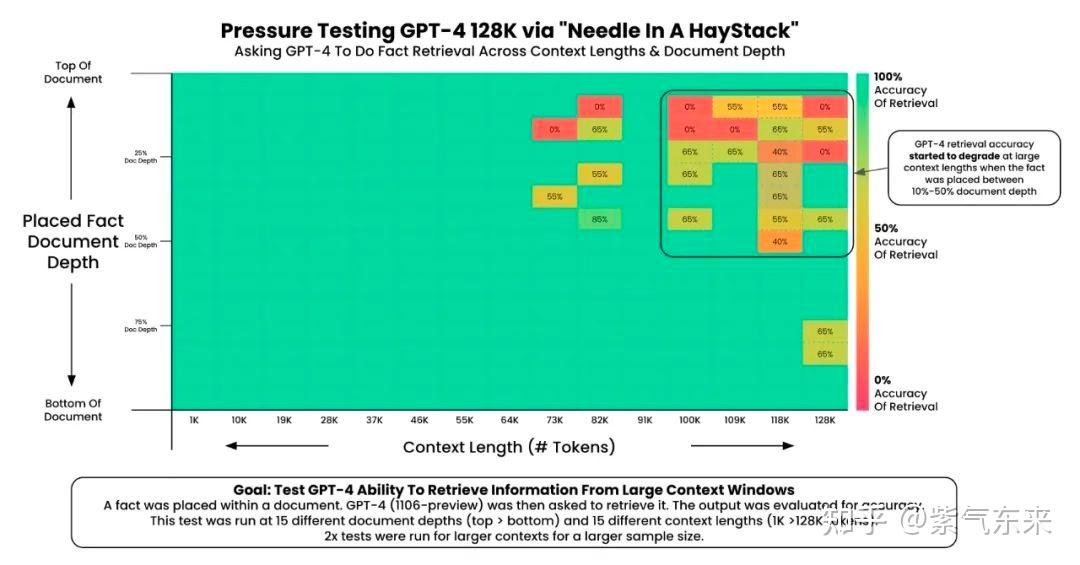 Pressure Testing GPT-4 128K via "Needle In A HayStack"
Asking GPT-4 To Do Fact Retrieval Across Context Lengths & Document Depth
Top Of
Document
25%
Doc Depth
Placed Fact
Document
Depth
50%
Doc Depth
75%
Doc Depth
Bottom Of
Document
0%
0%
55%
55%
0%
0%
65%
0%
0%
65%
55%
65%
65%
40%
0%
55%
65%
65%
55%
65%
85%
65%
55%
65%
40%
65%
65%
100%
Accuracy
Of Retrieval
GPT-4 retrieval accuracy
started to degrade at large
context lengths when the fact
was placed between
10%-50% document depth
50%
Accuracy
Of Retrieval
0%
Accuracy
Of Retrieval
1K 10K 19K 28K 37K 46K 55K 64K 73K 82K 91K 100K 109K 118K 128K
Context Length (# Tokens)
Goal: Test GPT-4 Ability To Retrieve Information From Large Context Windows
A fact was placed within a document. GPT-4 (1106-preview) was then asked to retrieve it. The output was evaluated for accuracy.
This test was run at 15 different document depths (top > bottom) and 15 different context lengths (1K >128K tokens).
2x tests were run for larger contexts for a larger sample size.
知乎 @紫气东来